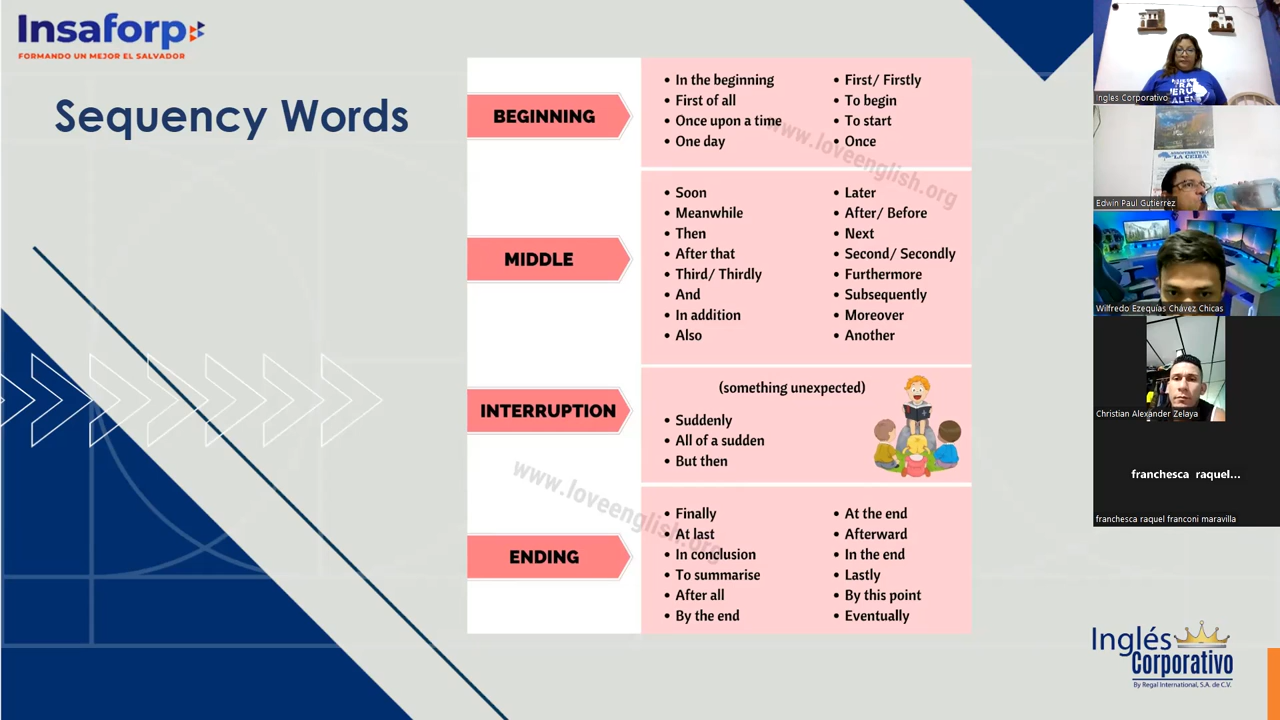 Insaforp
FORMANDO UN MEJOR EL SALVADOR
Sequency Words
BEGINNING
In the beginning
First of all
Once upon a time
One day
First/ Firstly
To begin
To start
Once
MIDDLE
Soon
Meanwhile
Then
After that
Third/ Thirdly
And
In addition
Also
Later
After/ Before
Next
Second/ Secondly
Furthermore
Subsequently
Moreover
Another
INTERRUPTION
(something unexpected)
Suddenly
All of a sudden
But then
ENDING
Finally
At last
In conclusion
To summarise
After all
By the end
At the end
Afterward
In the end
Lastly
By this point
Eventually
www.loveenglish.org
www.loveenglish.org
Inglés Corporativo
LA CEIBA
Edwin Paul Gutierrez
Wilfredo Ezequías Chávez Chicas
Christian Alexander Zelaya
franchesca raquel...
franchesca raquel franconi maravilla
Inglés
Corporativo
By Regal International, S.A. de C.V.